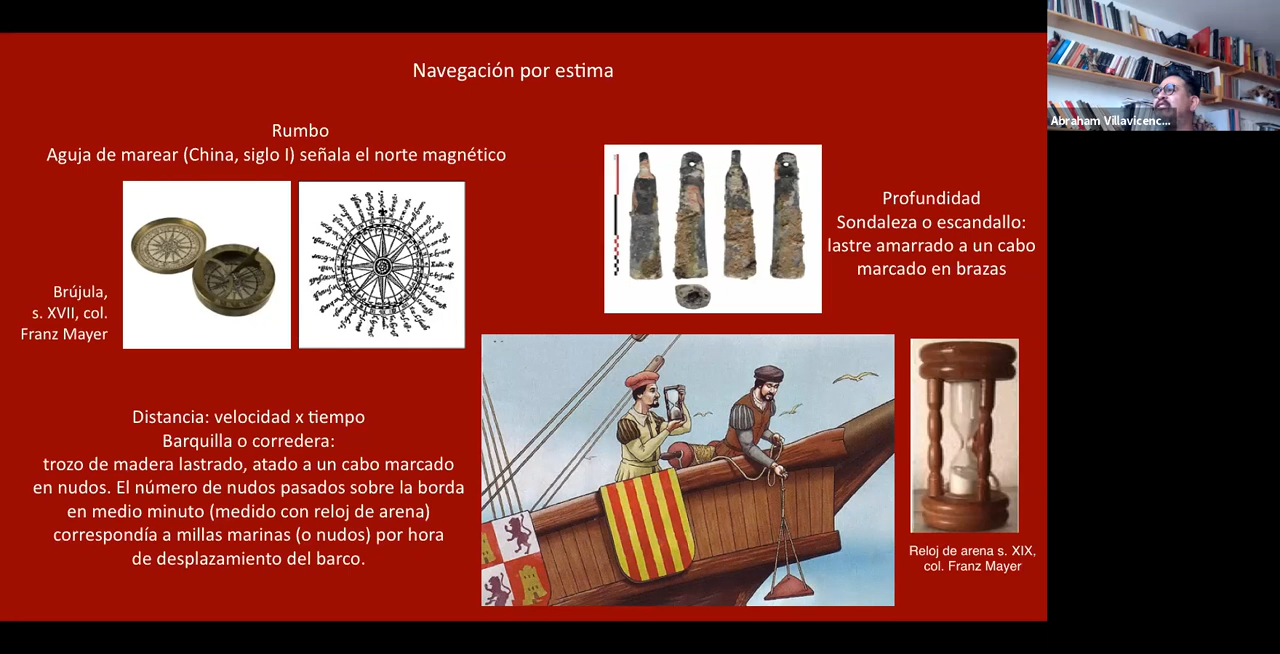 Navegación por estima
Rumbo
Aguja de marear (China, siglo I) señala el norte magnético
Brújula,
s. XVII, col.
Franz Mayer
Profundidad
Sondaleza o escandallo:
lastre amarrado a un cabo
marcado en brazas
Distancia: velocidad x tiempo
Barquilla o corredera:
trozo de madera lastrado, atado a un cabo marcado
en nudos. El número de nudos pasados sobre la borda
en medio minuto (medido con reloj de arena)
correspondía a millas marinas (o nudos) por hora
de desplazamiento del barco.
Reloj de arena s. XIX,
col. Franz Mayer
Abraham Villavicenc...